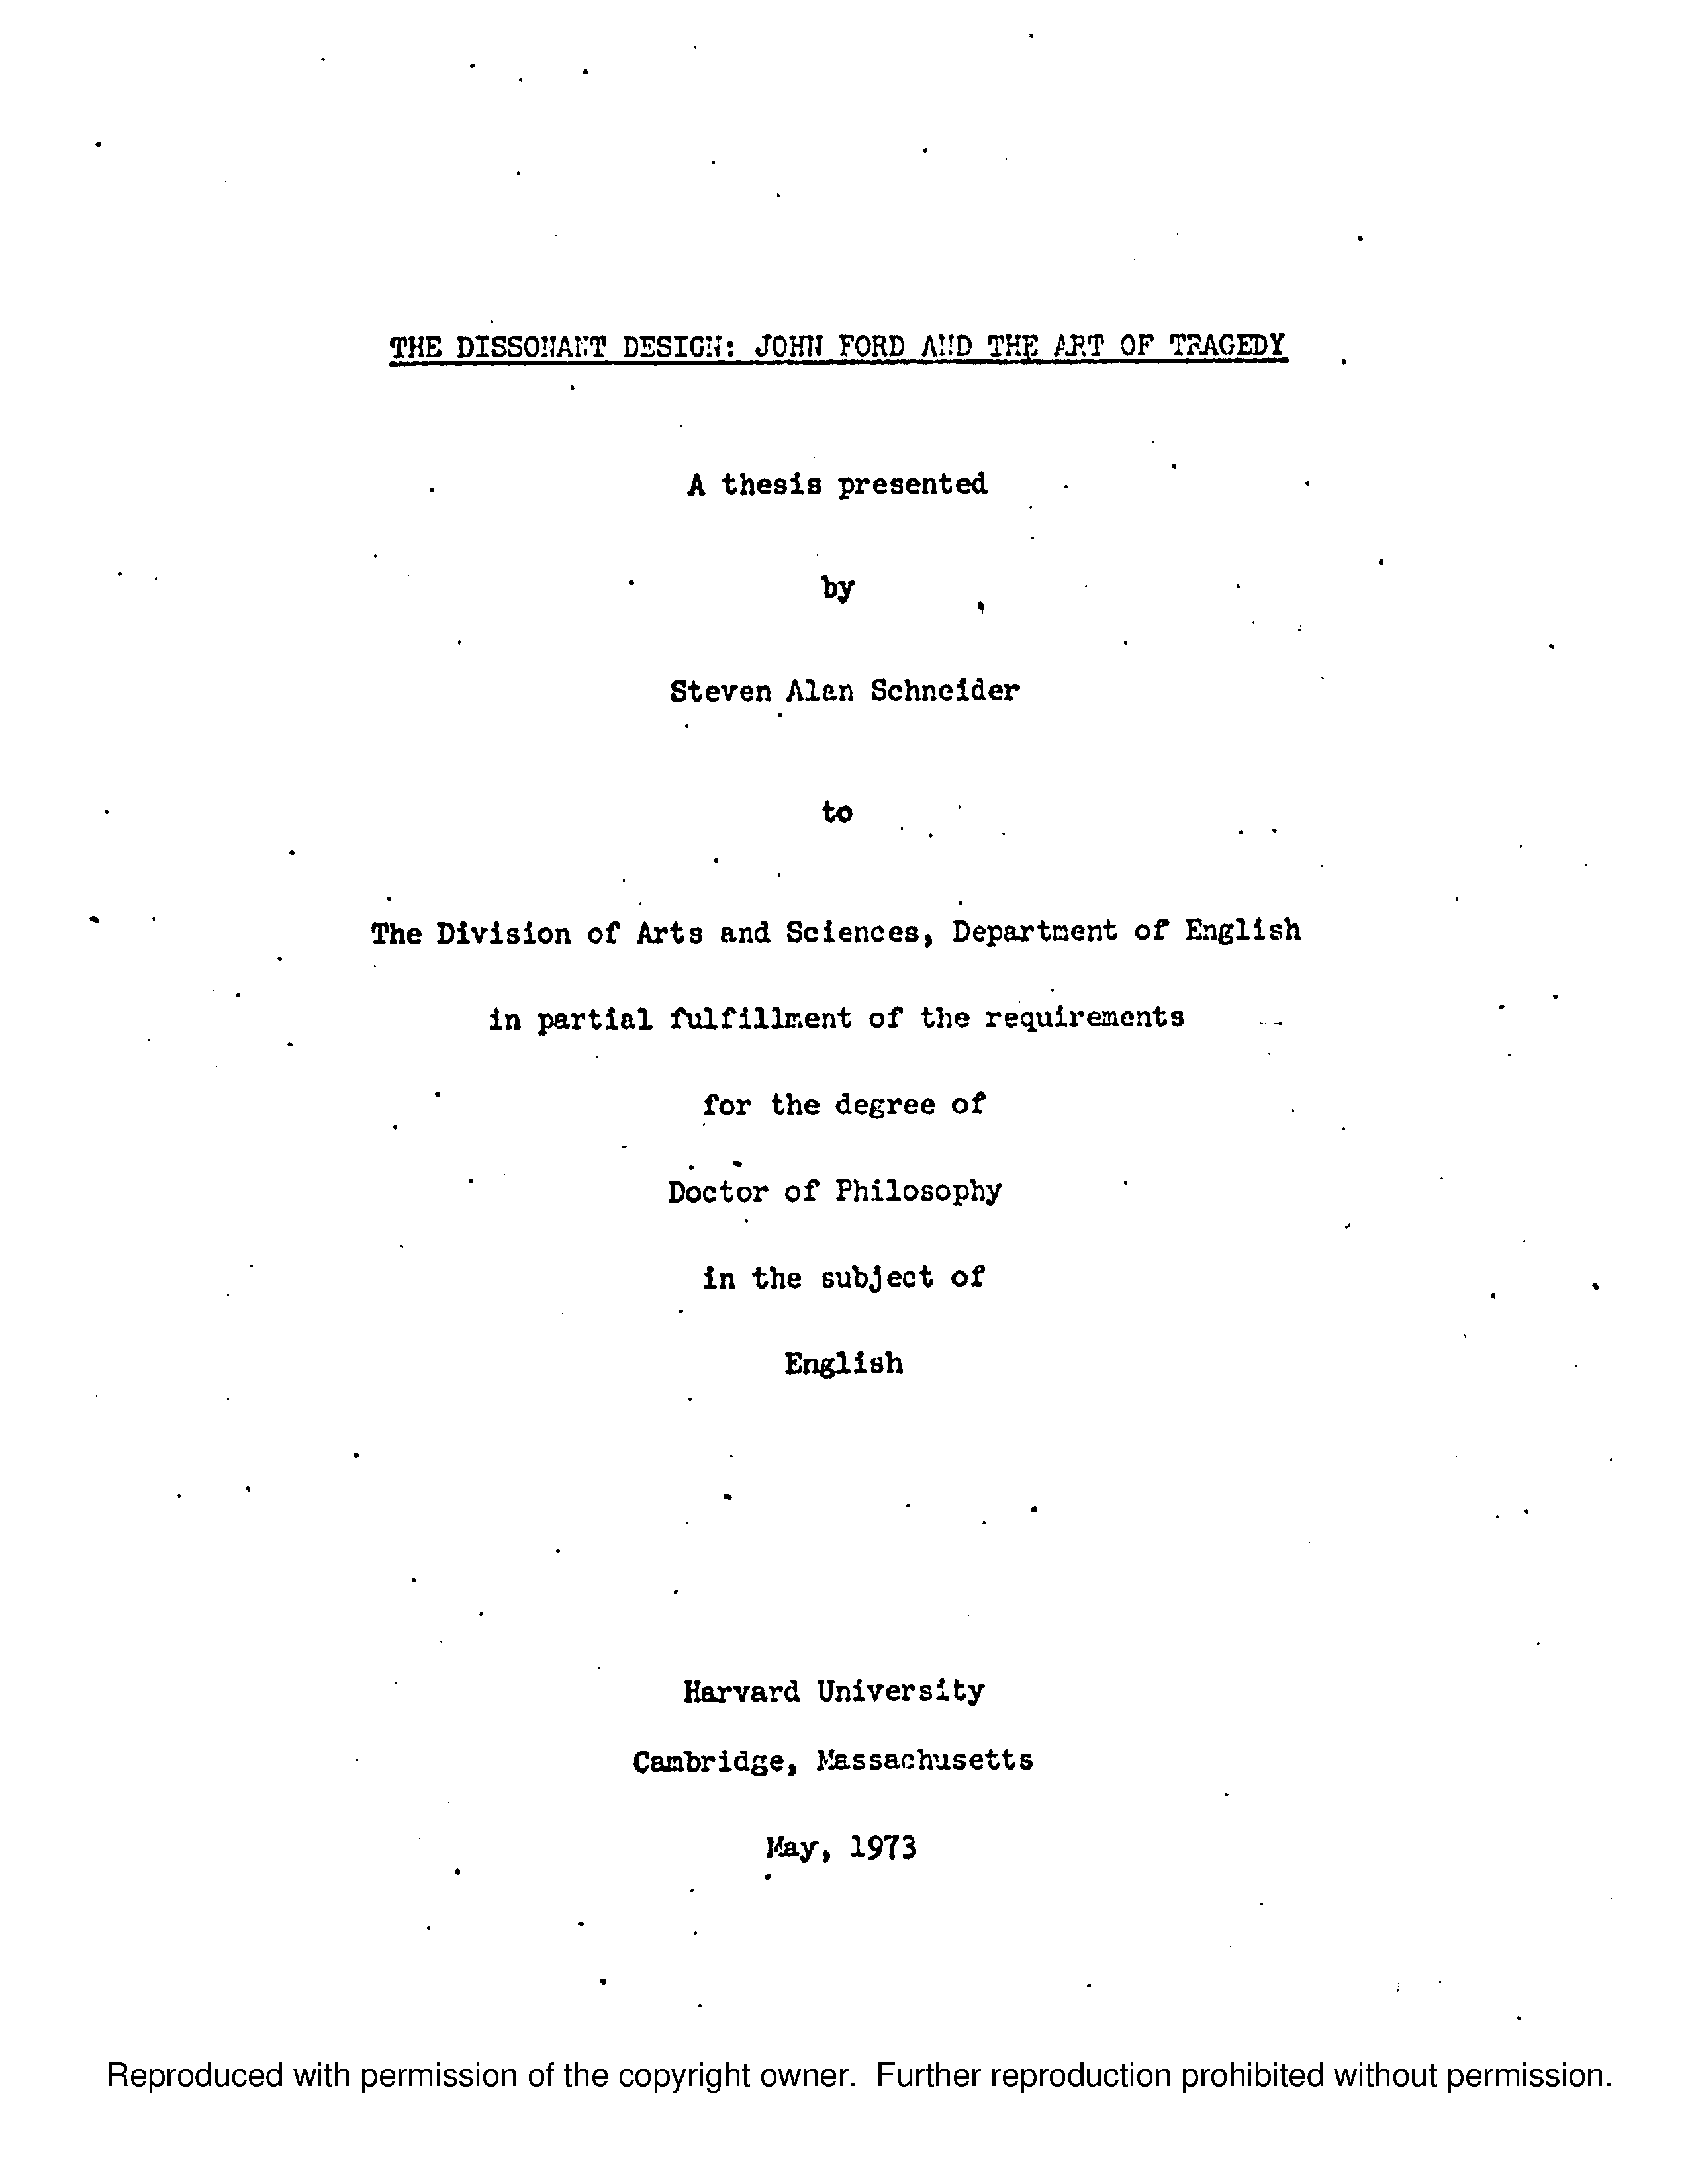 THE DISSONANT DESIGN: JOHN FORD AND THE ART OF TRAGEDY
A thesis presented
by
Steven Alan Schneider
to
The Division of Arts and Sciences, Department of English
in partial fulfillment of the requirements
for the degree of
Doctor of Philosophy
in the subject of
English
Harvard University
Cambridge, Massachusetts
May, 1973
Reproduced with permission of the copyright owner. Further reproduction prohibited without permission.